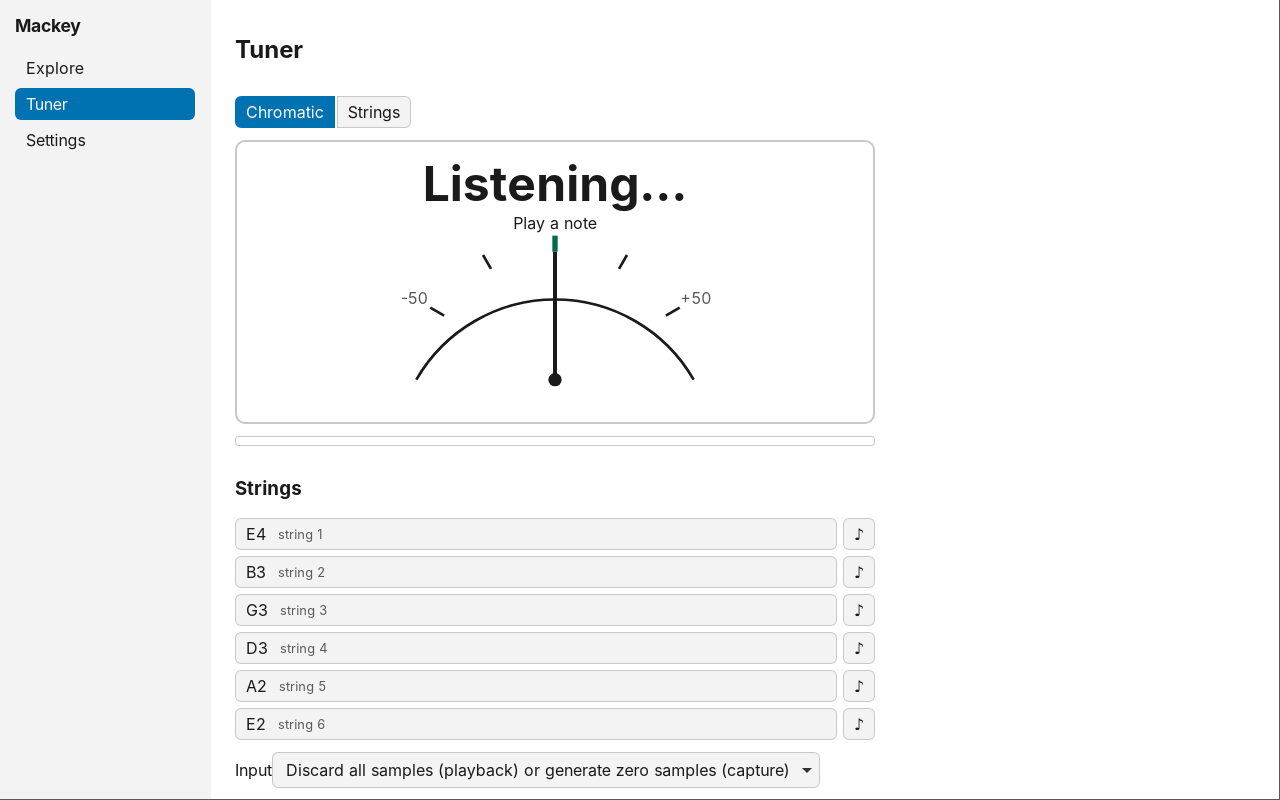 Mackey
Explore
Tuner
Settings
Tuner
Chromatic Strings
Listening...
Play a note
-50 +50
Strings
E4 string 1 ♪
B3 string 2 ♪
G3 string 3 ♪
D3 string 4 ♪
A2 string 5 ♪
E2 string 6 ♪
Input Discard all samples (playback) or generate zero samples (capture)